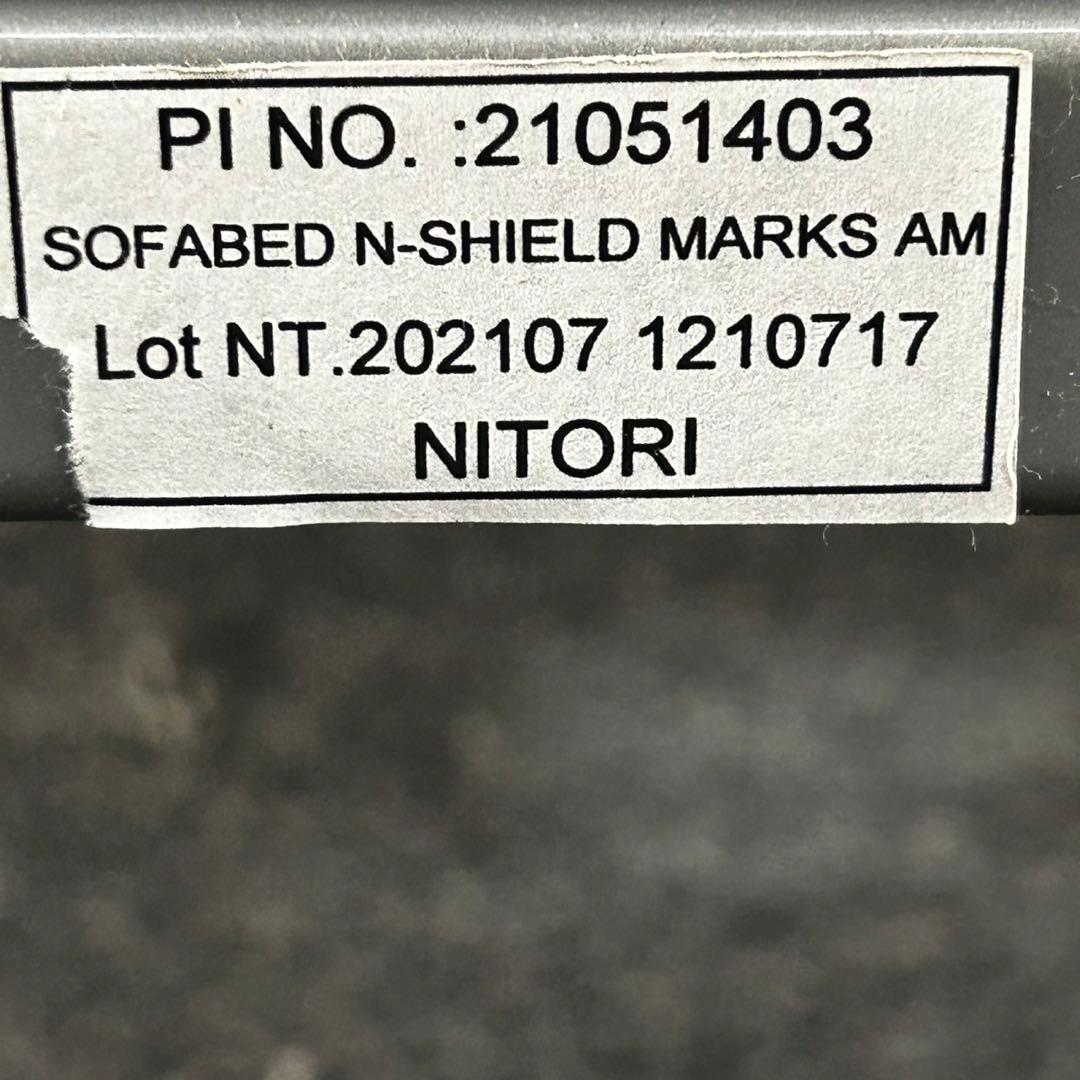 PI NO. :21051403
SOFABED N-SHIELD MARKS AM
Lot NT.202107 1210717
NITORI